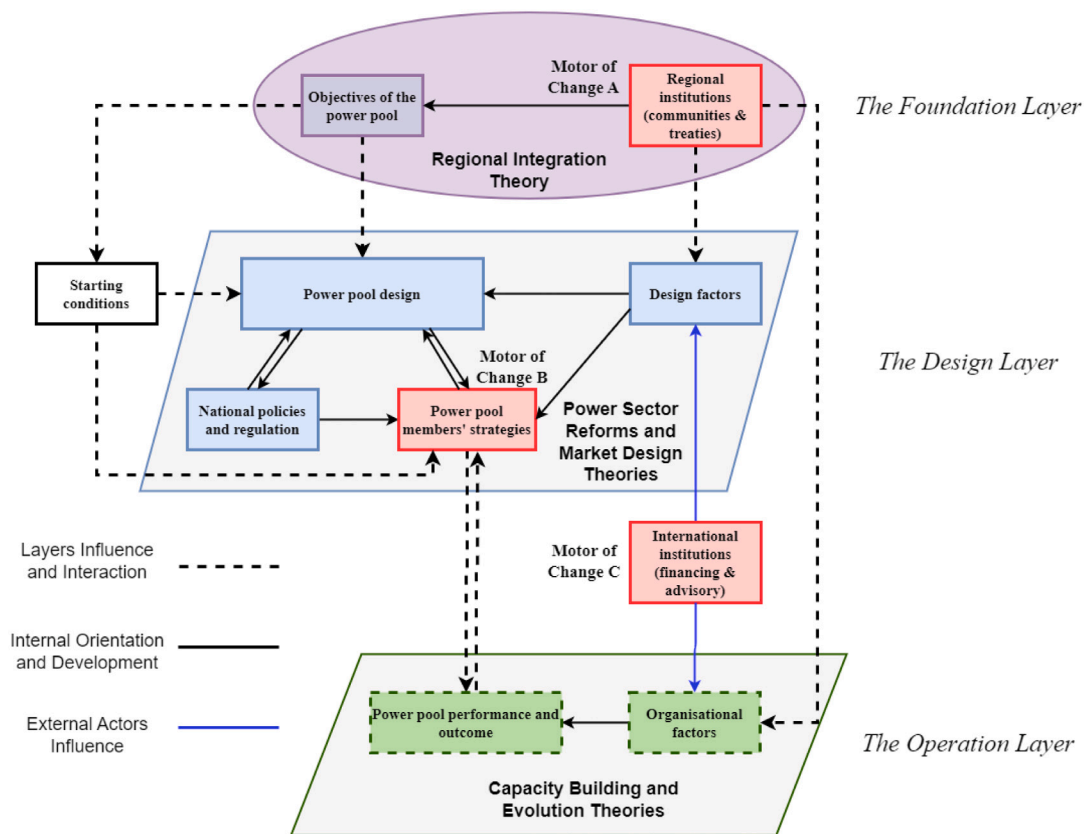 Motor of
Change A
Regional
institutions
(communities &
treaties)
Objectives of the
power pool
The Foundation Layer
Regional Integration
Theory
Starting
conditions
Power pool design
Design factors
Motor of
Change B
The Design Layer
National policies
and regulation
Power pool
members' strategies
Power Sector
Reforms and
Market Design
Theories
Layers Influence
and Interaction
Motor of
Change C
International
institutions
(financing &
advisory)
Internal Orientation
and Development
External Actors
Influence
Power pool performance and
outcome
Organisational
factors
The Operation Layer
Capacity Building and
Evolution Theories